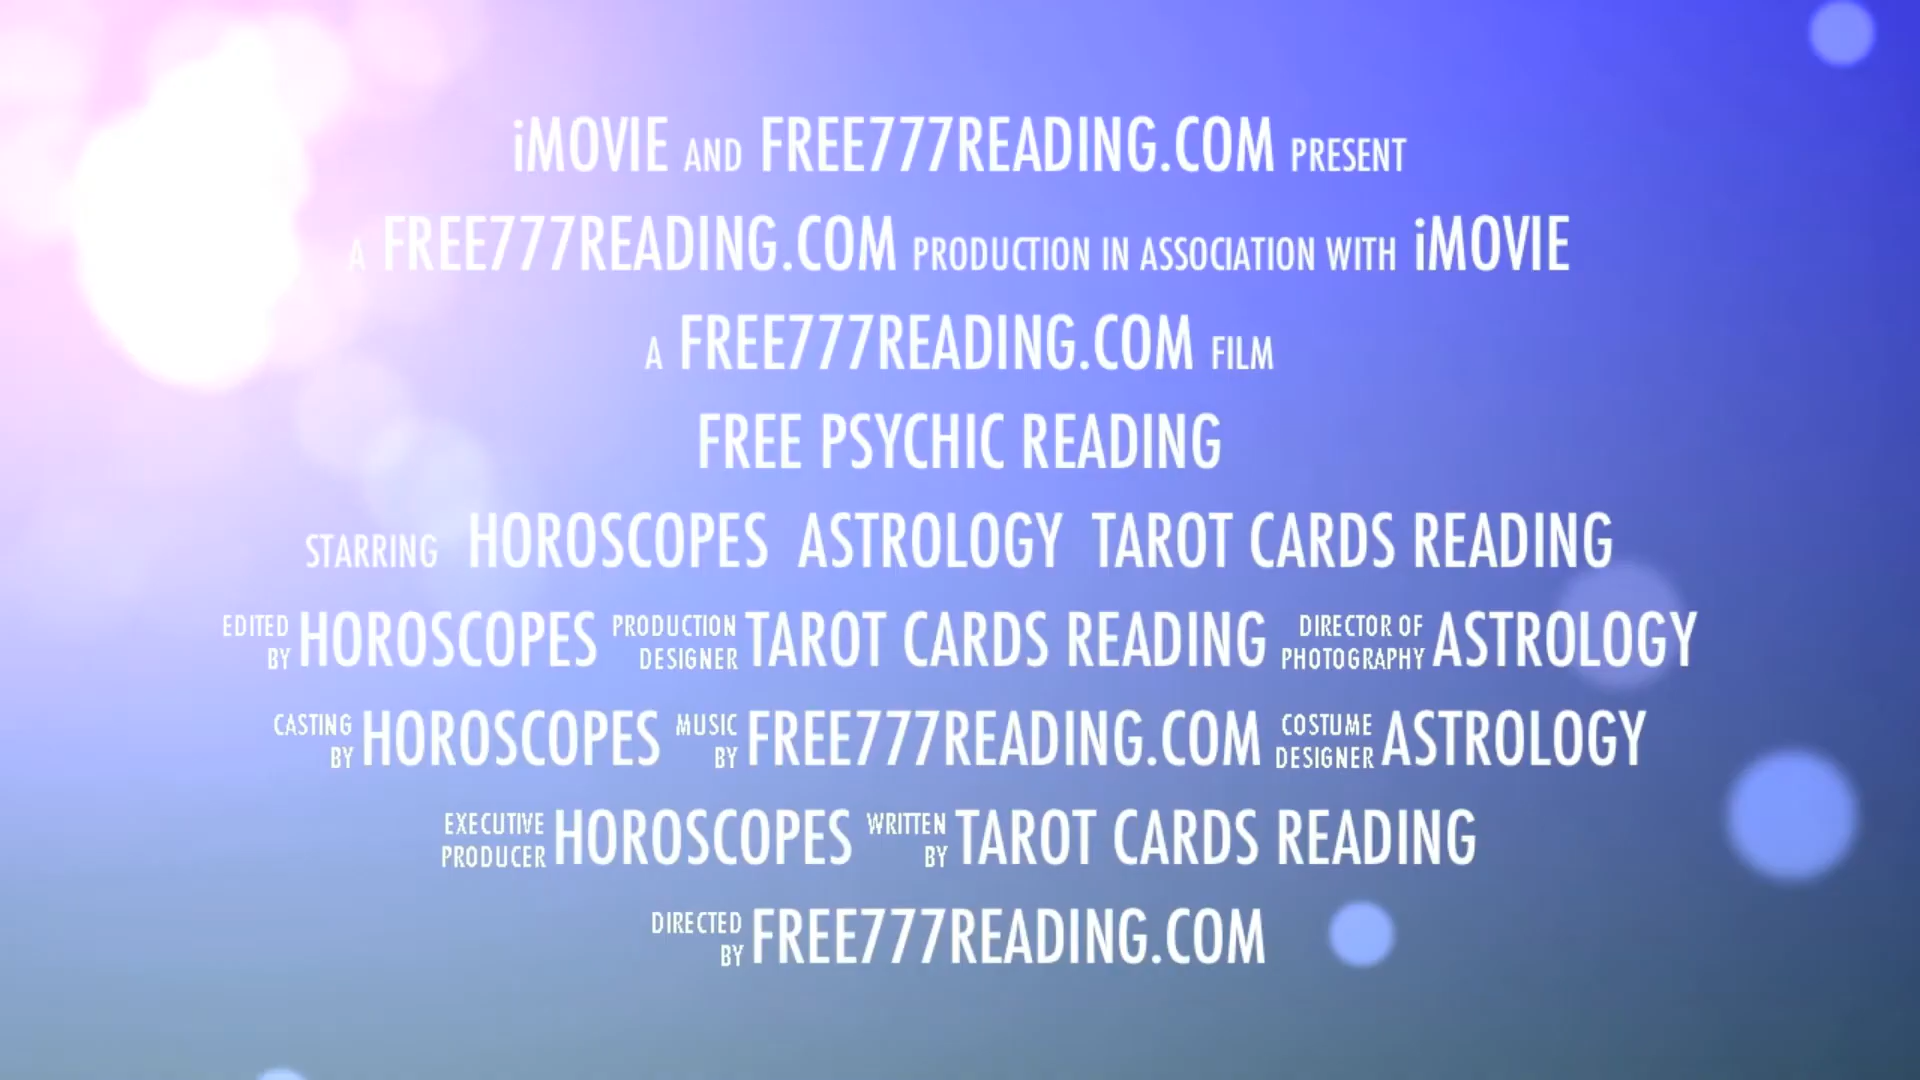 iMOVIE AND FREE777READING.COM PRESENT
A FREE777READING.COM PRODUCTION IN ASSOCIATION WITH iMOVIE
A FREE777READING.COM FILM
FREE PSYCHIC READING
STARRING HOROSCOPES ASTROLOGY TAROT CARDS READING
EDITED BY HOROSCOPES PRODUCTION DESIGNER TAROT CARDS READING DIRECTOR OF PHOTOGRAPHY ASTROLOGY
CASTING BY HOROSCOPES MUSIC BY FREE777READING.COM COSTUME DESIGNER ASTROLOGY
EXECUTIVE PRODUCER HOROSCOPES WRITTEN BY TAROT CARDS READING
DIRECTED BY FREE777READING.COM